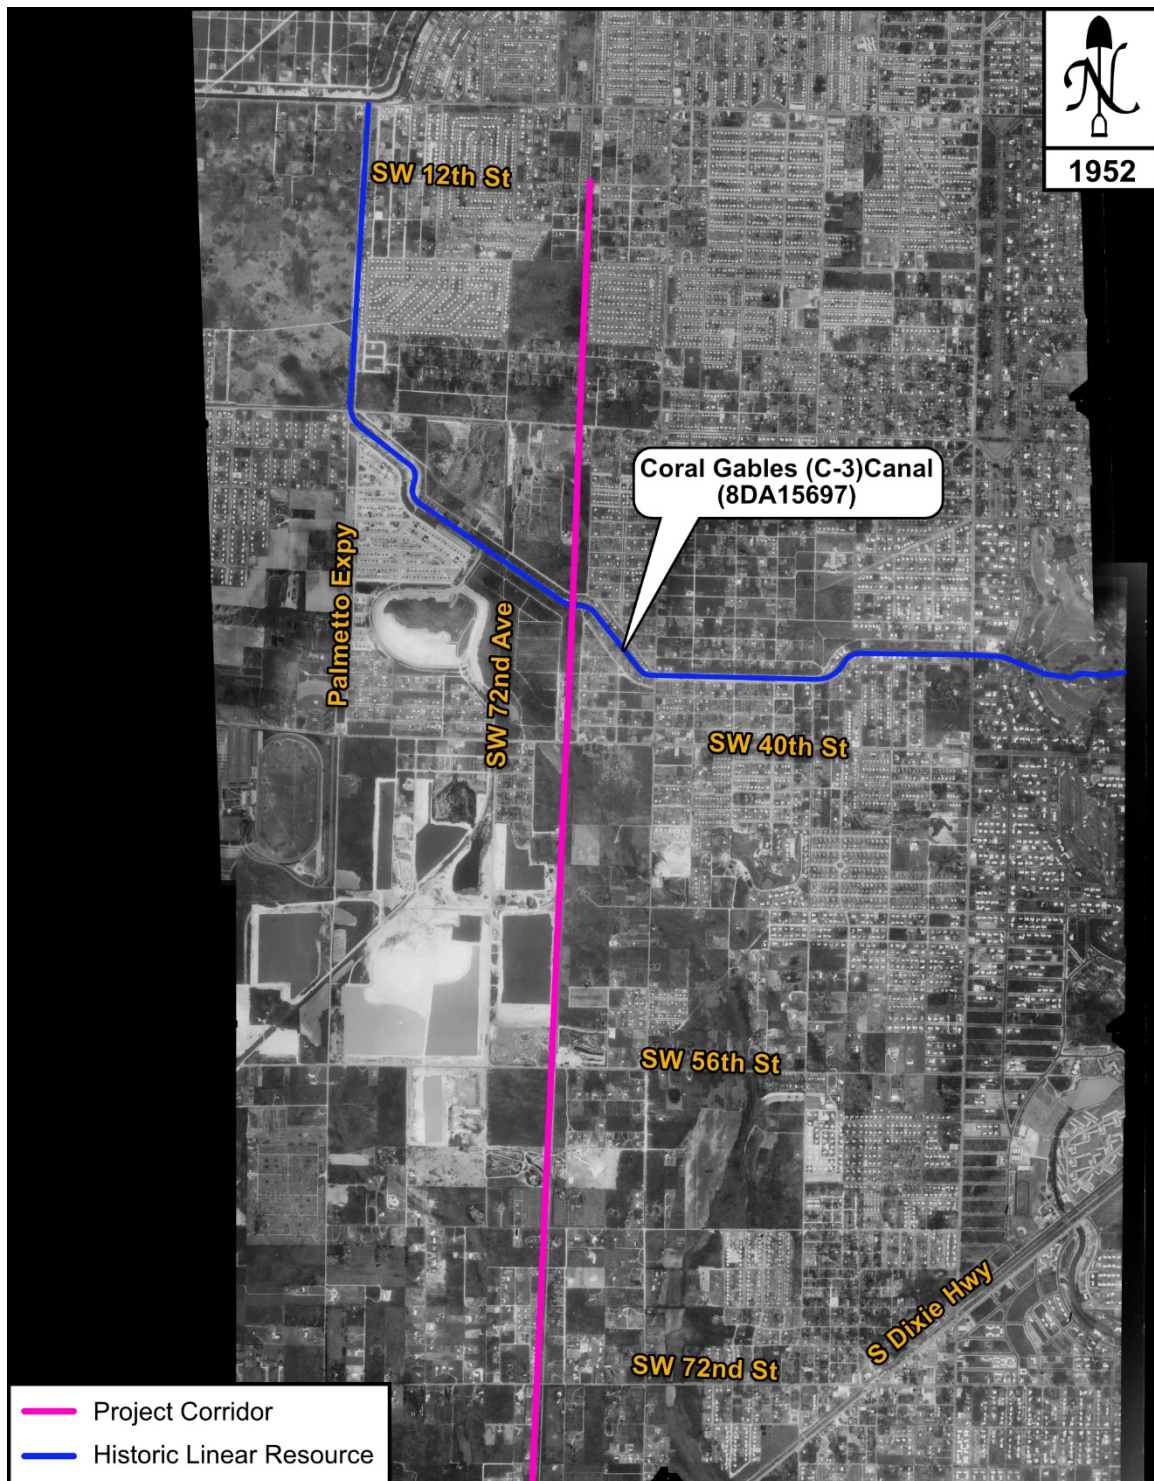 N
1952
SW 12th St
Coral Gables (C-3)Canal
(8DA15697)
Palmetto Expy
SW 72nd Ave
SW 40th St
SW 56th St
S Dixie Hwy
SW 72nd St
Project Corridor
Historic Linear Resource